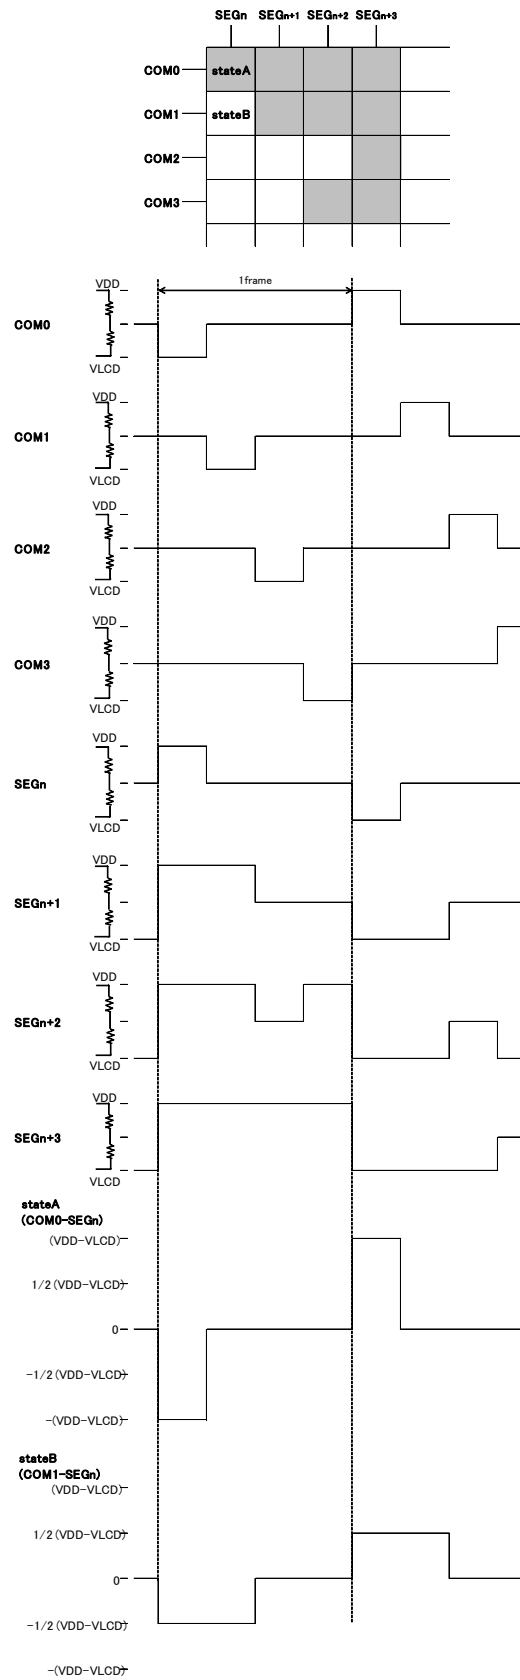 SEGn SEGn+1 SEGn+2 SEGn+3
COM0 stateA
COM1 stateB
COM2
COM3
1frame
VDD
COM0
VLCD
VDD
COM1
VLCD
VDD
COM2
VLCD
VDD
COM3
VLCD
VDD
SEGn
VLCD
VDD
SEGn+1
VLCD
VDD
SEGn+2
VLCD
VDD
SEGn+3
VLCD
stateA
(COM0-SEGn)
(VDD-VLCD)
1/2(VDD-VLCD)
0
-1/2(VDD-VLCD)
-(VDD-VLCD)
stateB
(COM1-SEGn)
(VDD-VLCD)
1/2(VDD-VLCD)
0
-1/2(VDD-VLCD)
-(VDD-VLCD)